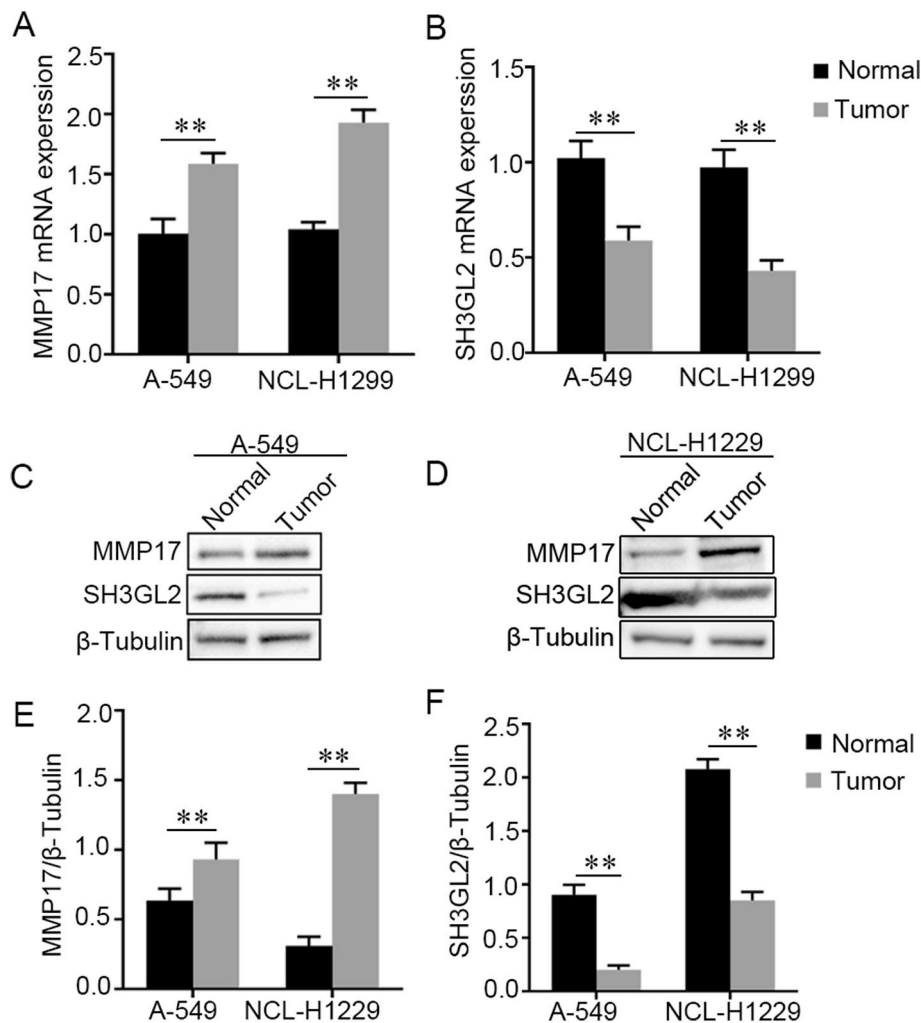 A
MMP17 mRNA experssion
2.5
2.0
1.5
1.0
0.5
0.0
**
**
A-549
NCL-H1299
B
SH3GL2 mRNA experssion
1.5
1.0
0.5
0.0
**
**
A-549
NCL-H1299
Normal
Tumor
C
A-549
Normal
Tumor
MMP17
SH3GL2
β-Tubulin
D
NCL-H1229
Normal
Tumor
MMP17
SH3GL2
β-Tubulin
E
MMP17/β-Tubulin
2.0
1.5
1.0
0.5
0.0
**
**
A-549
NCL-H1229
F
SH3GL2/β-Tubulin
2.5
2.0
1.5
1.0
0.5
0.0
**
**
A-549
NCL-H1229
Normal
Tumor